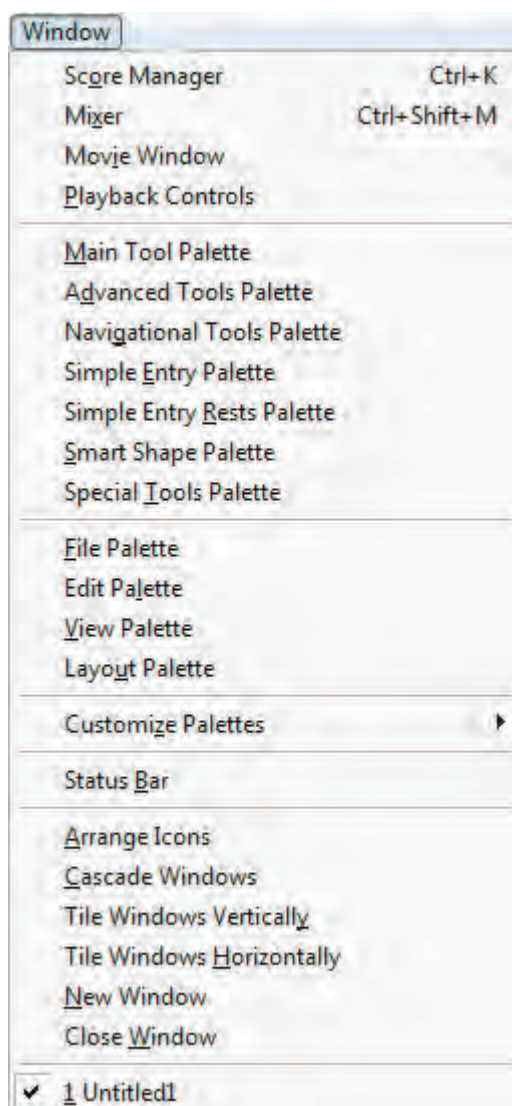 Window
Score Manager Ctrl+K
Mixer Ctrl+Shift+M
Movie Window
Playback Controls
Main Tool Palette
Advanced Tools Palette
Navigational Tools Palette
Simple Entry Palette
Simple Entry Rests Palette
Smart Shape Palette
Special Tools Palette
File Palette
Edit Palette
View Palette
Layout Palette
Customize Palettes
Status Bar
Arrange Icons
Cascade Windows
Tile Windows Vertically
Tile Windows Horizontally
New Window
Close Window
1 Untitled1